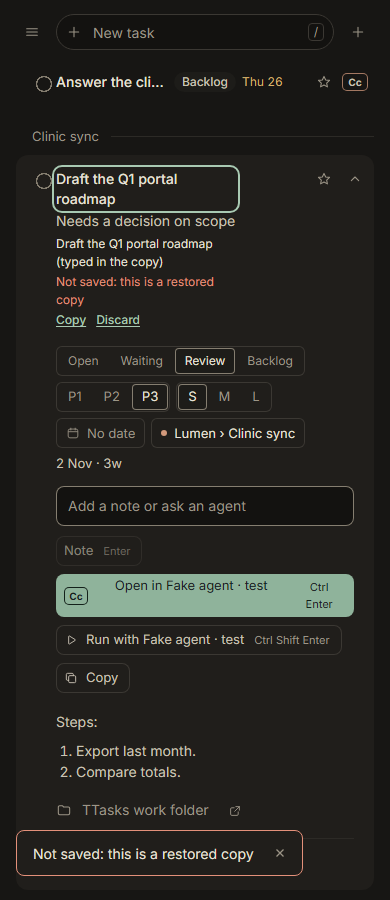 New task /
Answer the cli... Backlog Thu 26 Cc
Clinic sync
Draft the Q1 portal
roadmap
Needs a decision on scope
Draft the Q1 portal roadmap
(typed in the copy)
Not saved: this is a restored
copy
Copy Discard
Open Waiting Review Backlog
P1 P2 P3 S M L
No date Lumen › Clinic sync
2 Nov · 3w
Add a note or ask an agent
Note Enter
Cc Open in Fake agent · test Ctrl
Enter
Run with Fake agent · test Ctrl Shift Enter
Copy
Steps:
1. Export last month.
2. Compare totals.
TTasks work folder
Not saved: this is a restored copy ×